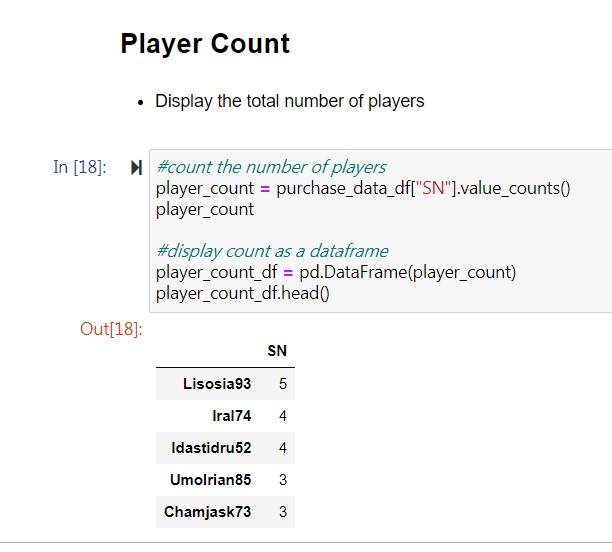 Player Count
• Display the total number of players
In [18]:
#count the number of players
player_count = purchase_data_df["SN"].value_counts()
player_count
#display count as a dataframe
player_count_df = pd.DataFrame(player_count)
player_count_df.head()
Out[18]:
SN
Lisosia93 5
Iral74 4
Idastidru52 4
Umolrian85 3
Chamjask73 3